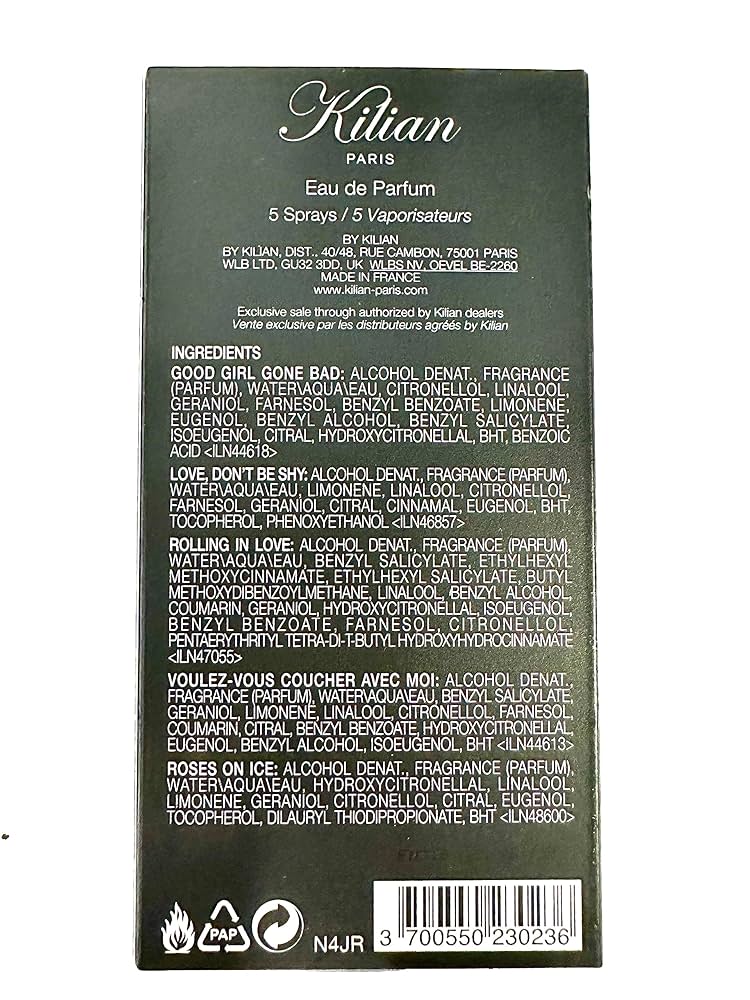 Kilian
PARIS
Eau de Parfum
5 Sprays / 5 Vaporisateurs
BY KILIAN
BY KILIAN, DIST., 40/48, RUE CAMBON, 75001 PARIS
WLB LTD, GU32 3DD, UK WLBS NV, OEVEL BE-2260
MADE IN FRANCE
www.kilian-paris.com
Exclusive sale through authorized by Kilian dealers
Vente exclusive par les distributeurs agréés by Kilian
INGREDIENTS
GOOD GIRL GONE BAD: ALCOHOL DENAT., FRAGRANCE
(PARFUM), WATER\AQUA\EAU, CITRONELLOL, LINALOOL,
GERANIOL, FARNESOL, BENZYL BENZOATE, LIMONENE,
EUGENOL, BENZYL ALCOHOL, BENZYL SALICYLATE,
ISOEUGENOL, CITRAL, HYDROXYCITRONELLAL, BHT, BENZOIC
ACID <ILN44618>
LOVE, DON'T BE SHY: ALCOHOL DENAT., FRAGRANCE (PARFUM),
WATER\AQUA\EAU, LIMONENE, LINALOOL, CITRONELLOL,
FARNESOL, GERANIOL, CITRAL, CINNAMAL, EUGENOL, BHT,
TOCOPHEROL, PHENOXYETHANOL <ILN46857>
ROLLING IN LOVE: ALCOHOL DENAT., FRAGRANCE (PARFUM),
WATER\AQUA\EAU, BENZYL SALICYLATE, ETHYLHEXYL
METHOXYCINNAMATE, ETHYLHEXYL SALICYLATE, BUTYL
METHOXYDIBENZOYLMETHANE, LINALOOL, BENZYL ALCOHOL,
COUMARIN, GERANIOL, HYDROXYCITRONELLAL, ISOEUGENOL,
BENZYL BENZOATE, FARNESOL, CITRONELLOL,
PENTAERYTHRITYL TETRA-DI-T-BUTYL HYDROXYHYDROCINNAMATE
<ILN47055>
VOULEZ-VOUS COUCHER AVEC MOI: ALCOHOL DENAT.,
FRAGRANCE (PARFUM), WATER\AQUA\EAU, BENZYL SALICYLATE,
GERANIOL, LIMONENE, LINALOOL, CITRONELLOL, FARNESOL,
COUMARIN, CITRAL, BENZYL BENZOATE, HYDROXYCITRONELLAL,
EUGENOL, BENZYL ALCOHOL, ISOEUGENOL, BHT <ILN44613>
ROSES ON ICE: ALCOHOL DENAT., FRAGRANCE (PARFUM),
WATER\AQUA\EAU, HYDROXYCITRONELLAL, LINALOOL,
LIMONENE, GERANIOL, CITRONELLOL, CITRAL, EUGENOL,
TOCOPHEROL, DILAURYL THIODIPROPIONATE, BHT <ILN48600>
PAP
N4JR
3 700550 230236